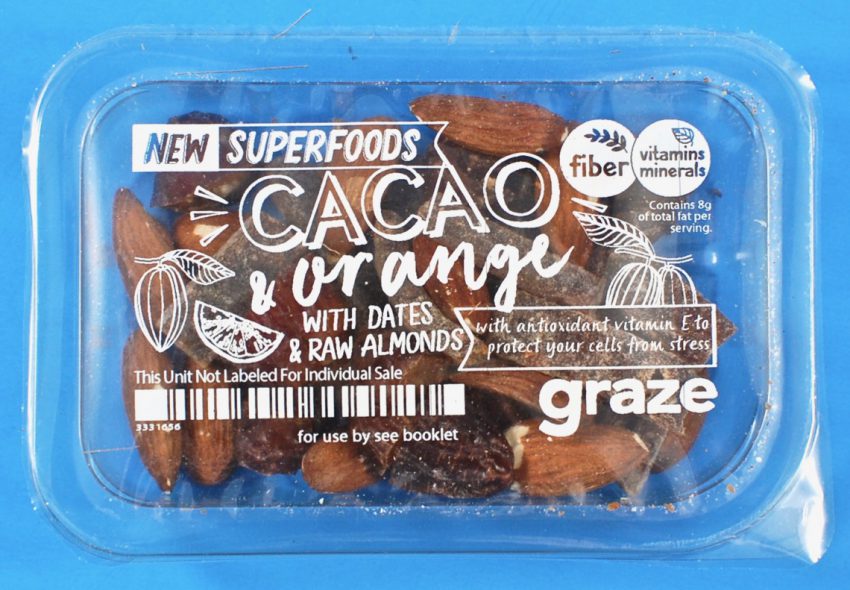 NEW SUPERFOODS
CACAO
& orange
WITH DATES
& RAW ALMONDS
fiber
vitamins
minerals
*Contains 8g
of total fat per
serving.
with antioxidant vitamin E to
protect your cells from stress
This Unit Not Labeled For Individual Sale
3331656
for use by see booklet
graze